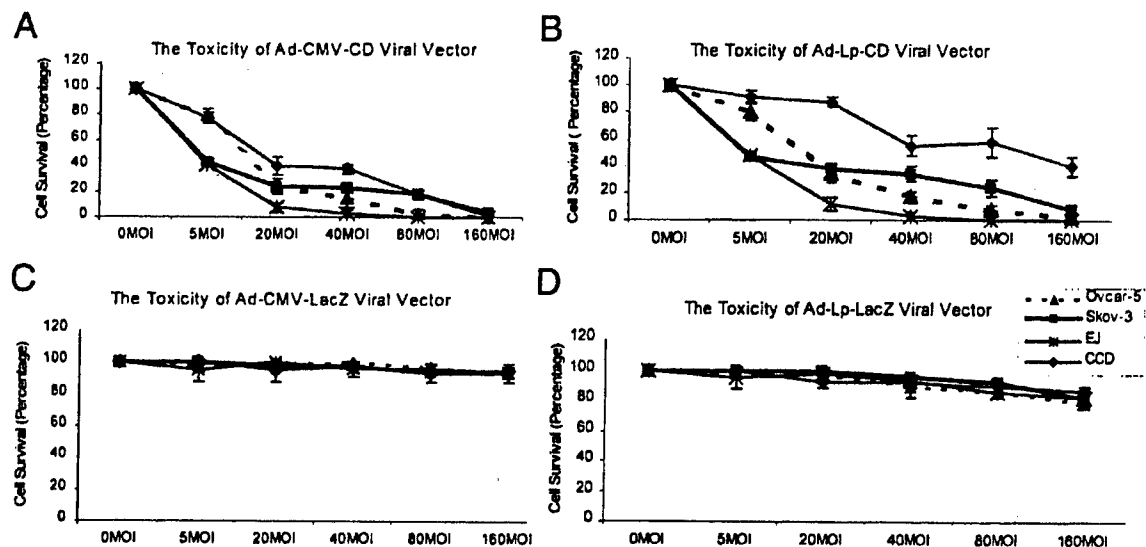 A
The Toxicity of Ad-CMV-CD Viral Vector
Cell Survival (Percentage)
120
100
80
60
40
20
0
0MOI 5MOI 20MOI 40MOI 80MOI 160MOI
B
The Toxicity of Ad-Lp-CD Viral Vector
Cell Survival ( Percentage)
120
100
80
60
40
20
0
0MOI 5MOI 20MOI 40MOI 80MOI 160MOI
C
The Toxicity of Ad-CMV-LacZ Viral Vector
Cell Survival (Percentage)
120
100
80
60
40
20
0
0MOI 5MOI 20MOI 40MOI 80MOI 160MOI
D
The Toxicity of Ad-Lp-LacZ Viral Vector
Cell Survival (Percentage)
120
100
80
60
40
20
0
0MOI 5MOI 20MOI 40MOI 80MOI 160MOI
Ovcar-5
Skov-3
EJ
CCD